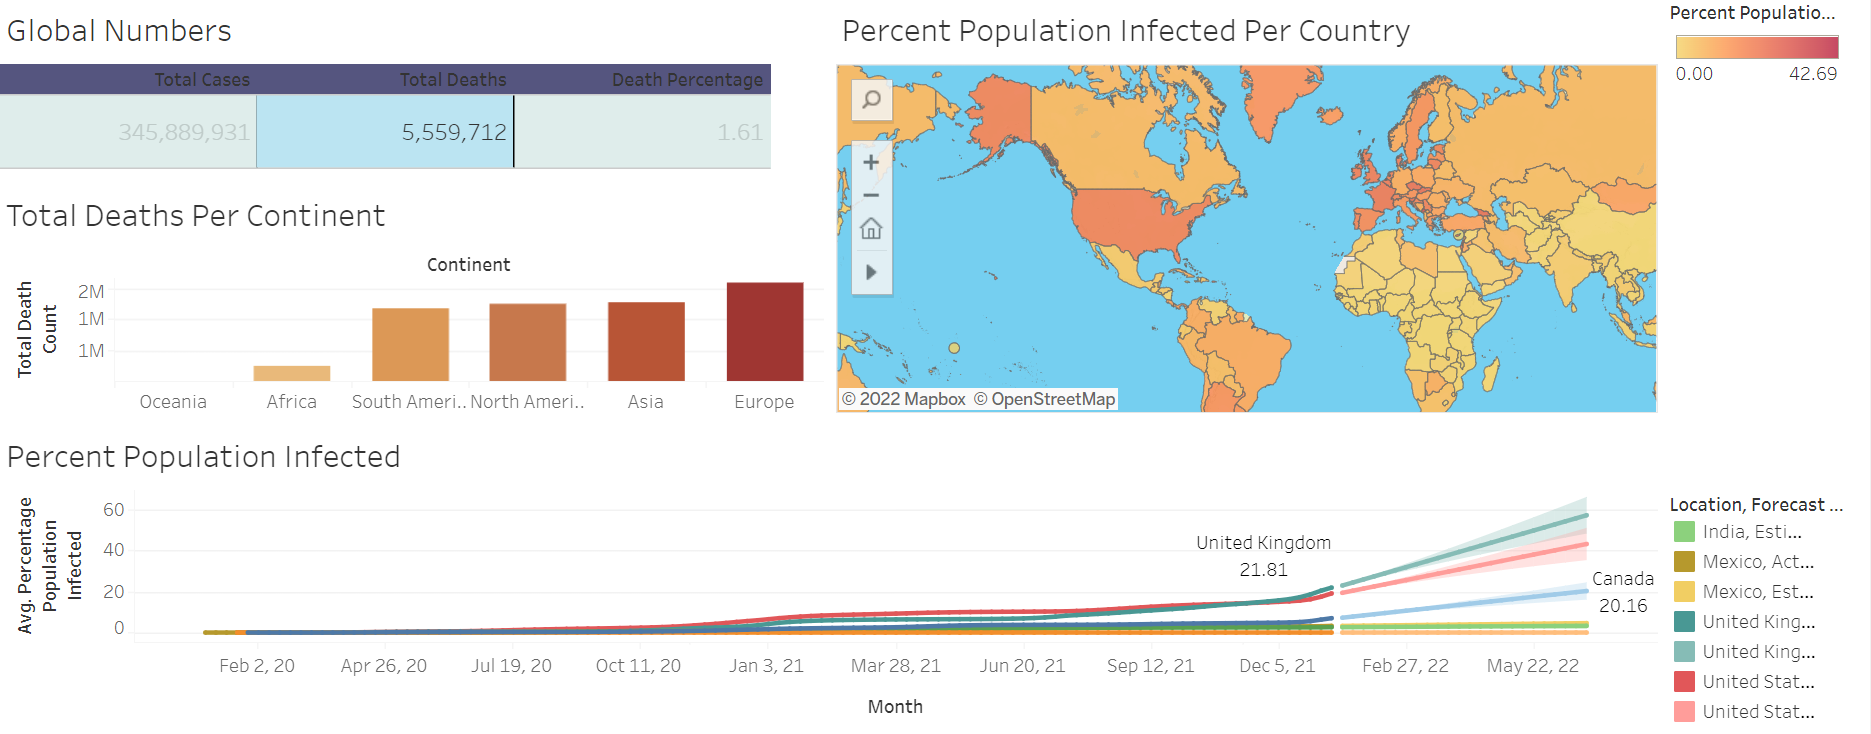 Global Numbers
Total Cases
Total Deaths
Death Percentage
345,889,931
5,559,712
1.61
Total Deaths Per Continent
Continent
Total Death
Count
2M
1M
1M
Oceania
Africa
South Ameri..
North Ameri..
Asia
Europe
Percent Population Infected Per Country
© 2022 Mapbox © OpenStreetMap
Percent Populatio...
0.00
42.69
Percent Population Infected
Avg. Percentage
Population
Infected
60
40
20
0
United Kingdom
21.81
Canada
20.16
Feb 2, 20
Apr 26, 20
Jul 19, 20
Oct 11, 20
Jan 3, 21
Mar 28, 21
Jun 20, 21
Sep 12, 21
Dec 5, 21
Feb 27, 22
May 22, 22
Month
Location, Forecast ...
India, Esti...
Mexico, Act...
Mexico, Est...
United King...
United King...
United Stat...
United Stat...